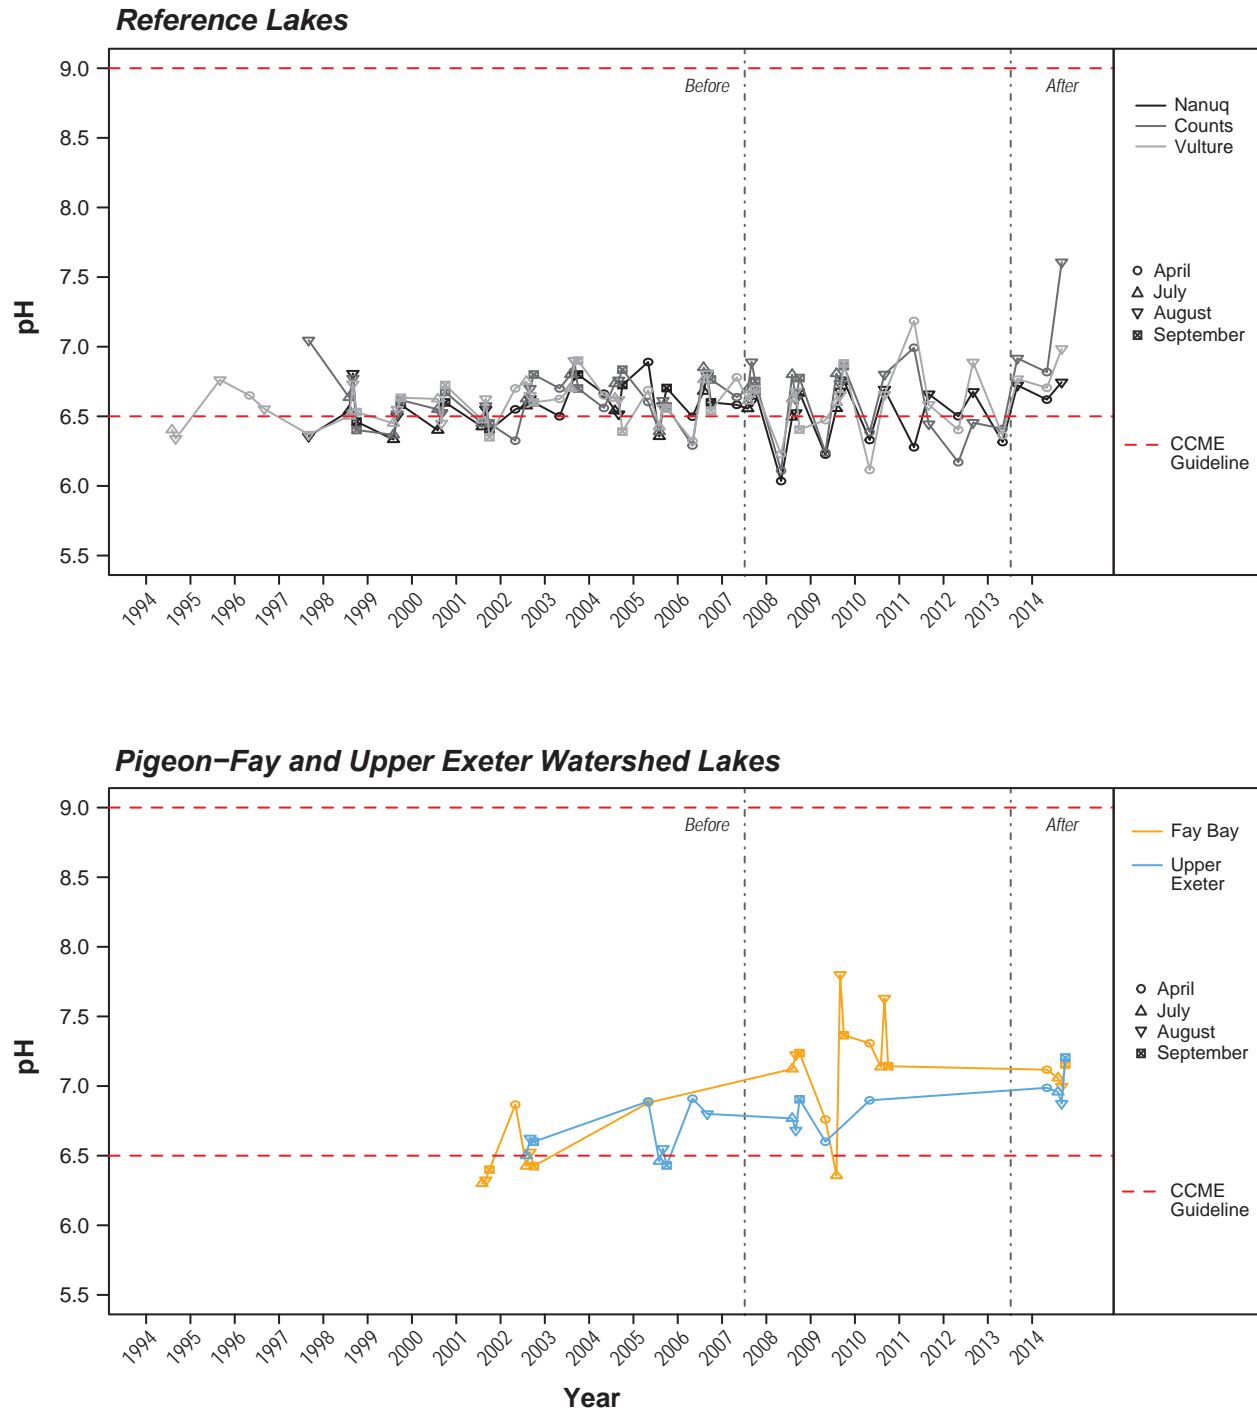 Reference Lakes
9.0
8.5
8.0
7.5
7.0
6.5
6.0
5.5
pH
Before
After
Nanuq
Counts
Vulture
April
July
August
September
CCME
Guideline
1994
1995
1996
1997
1998
1999
2000
2001
2002
2003
2004
2005
2006
2007
2008
2009
2010
2011
2012
2013
2014
Pigeon−Fay and Upper Exeter Watershed Lakes
9.0
8.5
8.0
7.5
7.0
6.5
6.0
5.5
pH
Before
After
Fay Bay
Upper
Exeter
April
July
August
September
CCME
Guideline
1994
1995
1996
1997
1998
1999
2000
2001
2002
2003
2004
2005
2006
2007
2008
2009
2010
2011
2012
2013
2014
Year